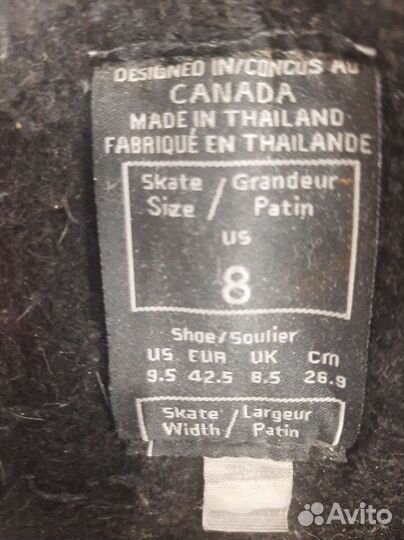 DESIGNED IN/CONÇUS AU
CANADA
MADE IN THAILAND
FABRIQUÉ EN THAILANDE
Skate / Grandeur
Size / Patin
US
8
Shoe/Soulier
US EUR UK cm
9.5 42.5 8.5 26.9
Skate / Largeur
Width / Patin
Avito